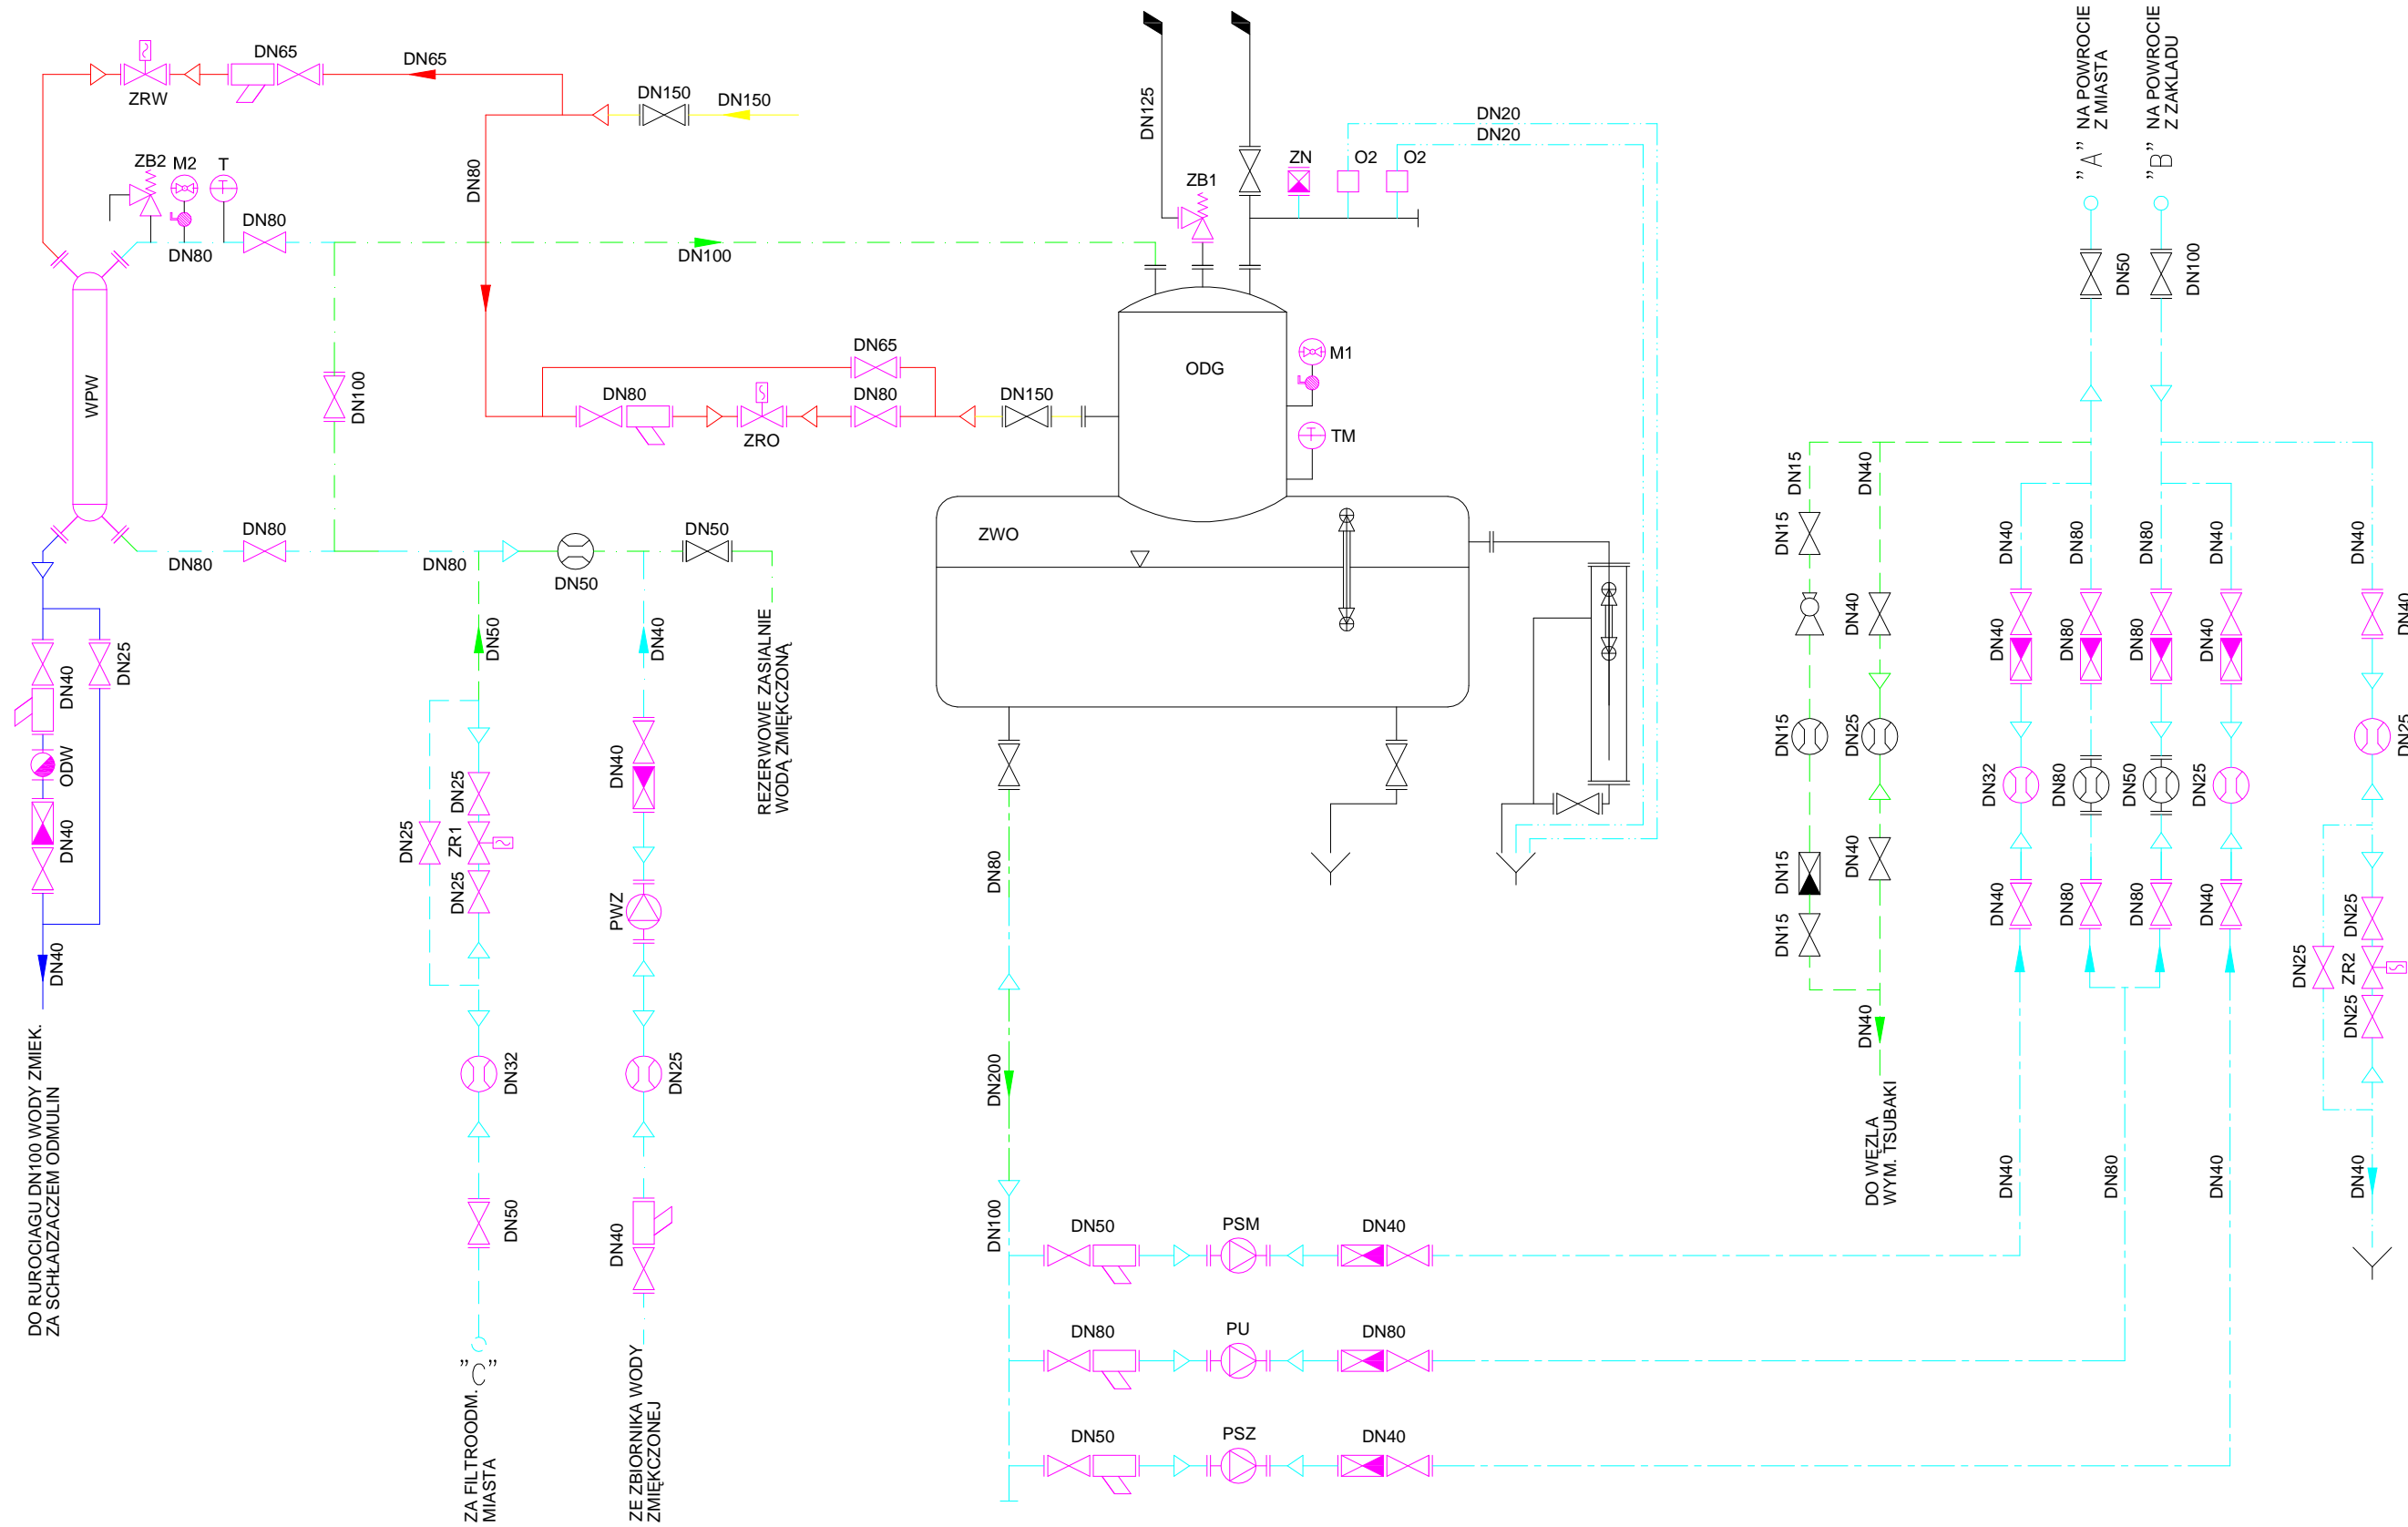 DN65
DN65
ZRW
DN150
DN150
DN125
DN20
DN20
ZB2
M2
T
DN80
ZB1
ZN
O2
O2
"A" NA POWROCIE
Z MIASTA
"B" NA POWROCIE
Z ZAKLADU
DN80
DN80
DN100
DN50
DN100
WPW
DN100
DN65
DN80
DN80
ZRO
DN150
ODG
M1
TM
DN15
DN40
DN80
DN80
DN80
DN50
DN50
ZWO
DN15
DN40
DN80
DN80
DN40
DN40
DN40
DN25
DN50
DN40
REZERWOWE ZASIALNIE
WODĄ ZMIĘKCZONĄ
DN40
DN40
DN80
DN80
DN40
DN40
ODW
DN40
DN25
DN25
ZR1
DN25
DN40
PWZ
DN80
DN15
DN25
DN32
DN80
DN50
DN25
DN25
DN15
DN40
DN15
DN40
DN80
DN80
DN40
DN25
DN25
ZR2
DN25
DN40
DN40
DO RUROCIAGU DN100 WODY ZMIEK.
ZA SCHŁADZACZEM ODMULIN
DN32
DN25
DN200
DO WĘZLA
WYM. TSUBAKI
DN40
DN80
DN40
DN40
DN50
DN40
DN100
DN50
PSM
DN40
DN80
PU
DN80
DN50
PSZ
DN40
"C"
ZA FILTROODM.
MIASTA
ZE ZBIORNIKA WODY
ZMIĘKCZONEJ